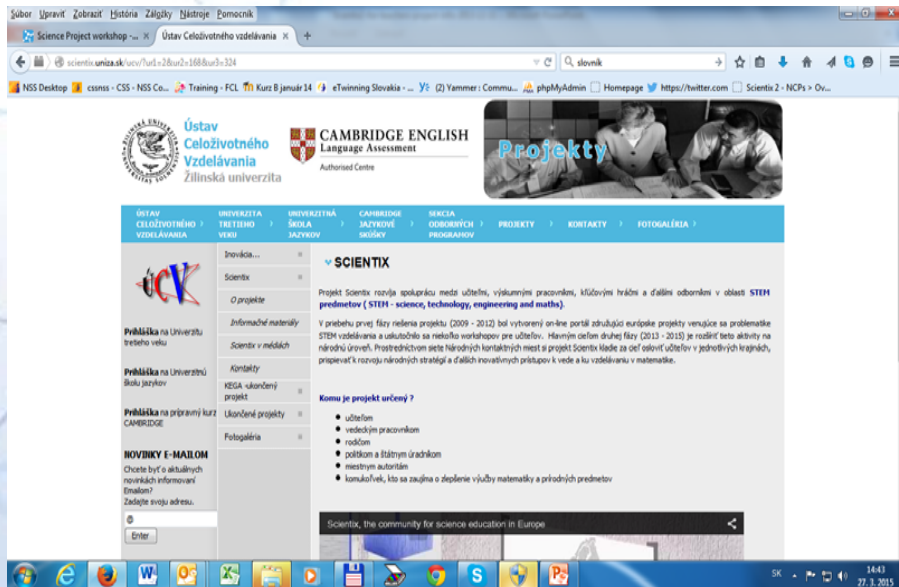 Súbor Upraviť Zobraziť História Záložky Nástroje Pomocník
Science Project workshop -... × Ústav Celoživotného vzdelávania × +
scientix.uniza.sk/ucv/?ur1=2&ur2=168&ur3=324 slovnik
NSS Desktop cssnss - CSS - NSS Co... Training - FCL Kurz B január 14 eTwinning Slovakia - ... (2) Yammer : Commu... phpMyAdmin Homepage https://twitter.com Scientix 2 - NCPs > Ov...
Ústav
Celoživotného
Vzdelávania
Žilinská univerzita
CAMBRIDGE ENGLISH
Language Assessment
Authorised Centre
Projekty
ÚSTAV CELOŽIVOTNÉHO VZDELÁVANIA
UNIVERZITA TRETIEHO VEKU
UNIVERZITNÁ ŠKOLA JAZYKOV
CAMBRIDGE JAZYKOVÉ SKÚŠKY
SEKCIA ODBORNÝCH PROGRAMOV
PROJEKTY
KONTAKTY
FOTOGALÉRIA
ÚCV
Prihláška na Univerzitu
tretieho veku
Prihláška na Univerzitnú
školu jazykov
Prihláška na prípravný kurz
CAMBRIDGE
NOVINKY E-MAILOM
Chcete byť o aktuálnych
novinkách informovaní
Emailom?
Zadajte svoju adresu.
@
Enter
Inovácia...
Scientix
O projekte
Informačné materiály
Scientix v médiách
Kontakty
KEGA -ukončený
projekt
Ukončené projekty
Fotogaléria
SCIENTIX
Projekt Scientix rozvíja spoluprácu medzi učiteľmi, výskumnými pracovníkmi, kľúčovými hráčmi a ďalšími odborníkmi v oblasti STEM
predmetov ( STEM - science, technology, engineering and maths).
V priebehu prvej fázy riešenia projektu (2009 - 2012) bol vytvorený on-line portál združujúci európske projekty venujúce sa problematike
STEM vzdelávania a uskutočnilo sa niekoľko workshopov pre učiteľov. Hlavným cieľom druhej fázy (2013 - 2015) je rozšíriť tieto aktivity na
národnú úroveň. Prostredníctvom siete Národných kontaktných miest si projekt Scientix kladie za cieľ osloviť učiteľov v jednotlivých krajinách,
prispievať k rozvoju národných stratégií a ďalších inovatívnych prístupov k vede a ku vzdelávaniu v matematike.
Komu je projekt určený ?
učiteľom
vedeckým pracovníkom
rodičom
politikom a štátnym úradníkom
miestnym autoritám
komukoľvek, kto sa zaujíma o zlepšenie výučby matematiky a prírodných predmetov
Scientix, the community for science education in Europe
SK 14:43
27. 3. 2015